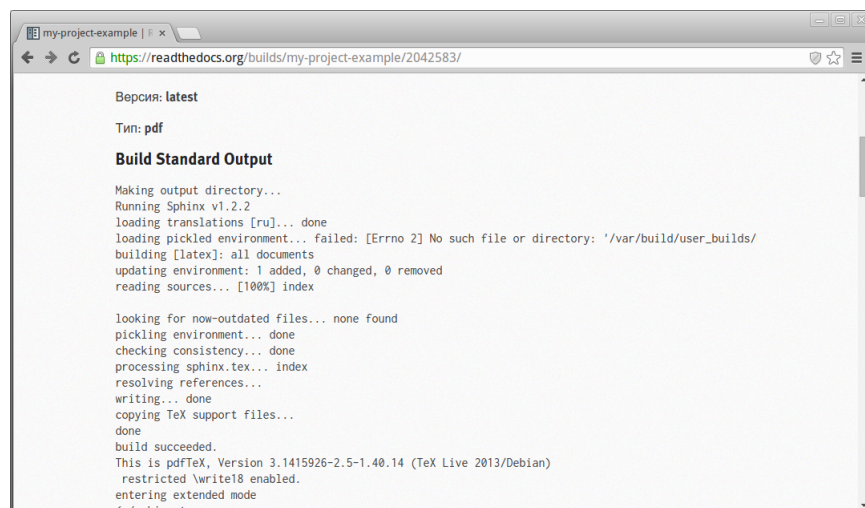 my-project-example | R
https://readthedocs.org/builds/my-project-example/2042583/
Версия: latest
Тип: pdf
Build Standard Output
Making output directory...
Running Sphinx v1.2.2
loading translations [ru]... done
loading pickled environment... failed: [Errno 2] No such file or directory: '/var/build/user_builds/
building [latex]: all documents
updating environment: 1 added, 0 changed, 0 removed
reading sources... [100%] index
looking for now-outdated files... none found
pickling environment... done
checking consistency... done
processing sphinx.tex... index
resolving references...
writing... done
copying TeX support files...
done
build succeeded.
This is pdfTeX, Version 3.1415926-2.5-1.40.14 (TeX Live 2013/Debian)
restricted \write18 enabled.
entering extended mode